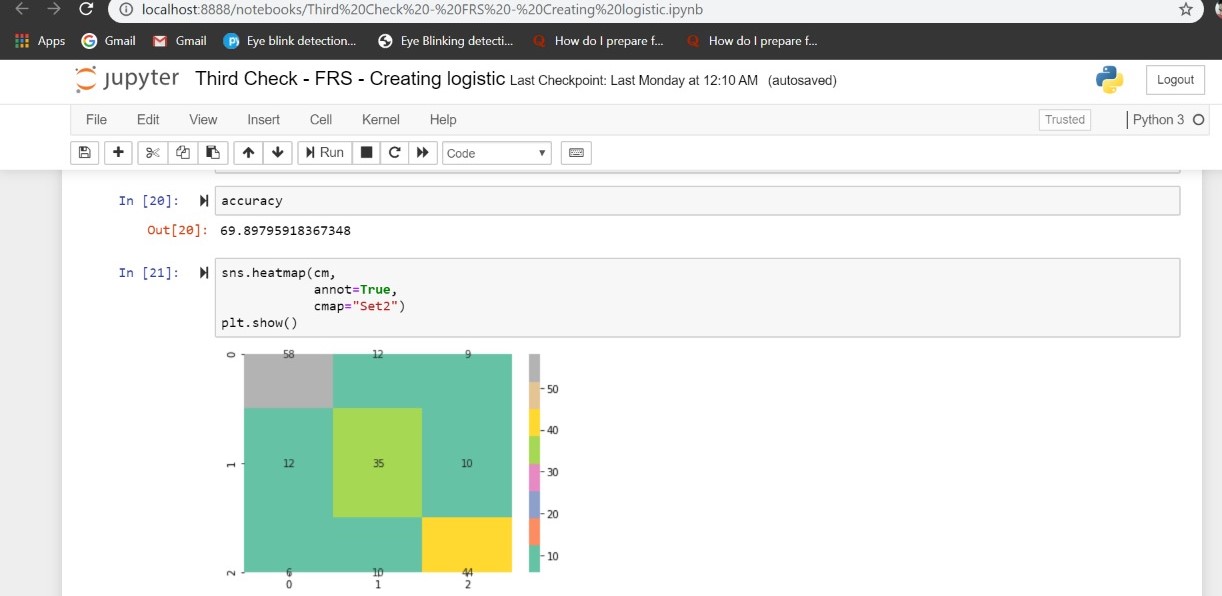 localhost:8888/notebooks/Third%20Check%20-%20FRS%20-%20Creating%20logistic.ipynb
Apps Gmail Gmail Eye blink detection... Eye Blinking detecti... How do I prepare f... How do I prepare f...
jupyter Third Check - FRS - Creating logistic Last Checkpoint: Last Monday at 12:10 AM (autosaved) Logout
File Edit View Insert Cell Kernel Help Trusted Python 3
Run Code
In [20]: accuracy
Out[20]: 69.89795918367348
In [21]: sns.heatmap(cm,
annot=True,
cmap="Set2")
plt.show()
0 58 12 9
50
40
1 12 35 10
30
20
10
2 6 10 44
0 1 2